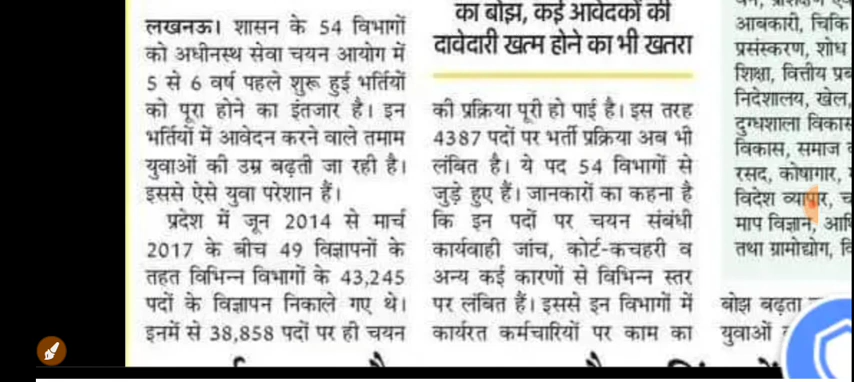 लखनऊ। शासन के 54 विभागों
को अधीनस्थ सेवा चयन आयोग में
5 से 6 वर्ष पहले शुरू हुई भर्तियों
को पूरा होने का इंतजार है। इन
भर्तियों में आवेदन करने वाले तमाम
युवाओं की उम्र बढ़ती जा रही है।
इससे ऐसे युवा परेशान हैं।
प्रदेश में जून 2014 से मार्च
2017 के बीच 49 विज्ञापनों के
तहत विभिन्न विभागों के 43,245
पदों के विज्ञापन निकाले गए थे।
इनमें से 38,858 पदों पर ही चयन
का बोझ, कई आवेदकों की
दावेदारी खत्म होने का भी खतरा
की प्रक्रिया पूरी हो पाई है। इस तरह
4387 पदों पर भर्ती प्रक्रिया अब भी
लंबित है। ये पद 54 विभागों से
जुड़े हुए हैं। जानकारों का कहना है
कि इन पदों पर चयन संबंधी
कार्यवाही जांच, कोर्ट-कचहरी व
अन्य कई कारणों से विभिन्न स्तर
पर लंबित हैं। इससे इन विभागों में
कार्यरत कर्मचारियों पर काम का
आबकारी, चिकि
प्रसंस्करण, शोध
शिक्षा, वित्तीय
निदेशालय, खेल,
दुग्धशाला विकास
विकास, समाज
रसद, कोषागार,
विदेश व्यापार,
माप विज्ञान,
तथा ग्रामोद्योग,
बोझ बढ़ता
युवाओं